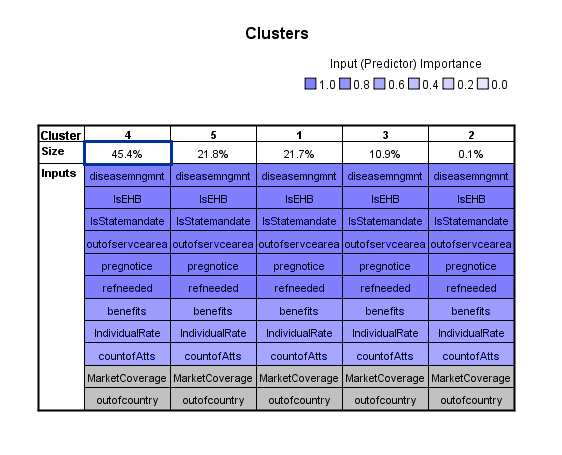 Clusters
Input (Predictor) Importance
1.0 0.8 0.6 0.4 0.2 0.0
Cluster 4 5 1 3 2
Size 45.4% 21.8% 21.7% 10.9% 0.1%
Inputs diseasemngmnt diseasemngmnt diseasemngmnt diseasemngmnt diseasemngmnt
IsEHB IsEHB IsEHB IsEHB IsEHB
IsStatemandate IsStatemandate IsStatemandate IsStatemandate IsStatemandate
outofservcearea outofservcearea outofservcearea outofservcearea outofservcearea
pregnotice pregnotice pregnotice pregnotice pregnotice
refneeded refneeded refneeded refneeded refneeded
benefits benefits benefits benefits benefits
IndividualRate IndividualRate IndividualRate IndividualRate IndividualRate
countofAtts countofAtts countofAtts countofAtts countofAtts
MarketCoverage MarketCoverage MarketCoverage MarketCoverage MarketCoverage
outofcountry outofcountry outofcountry outofcountry outofcountry